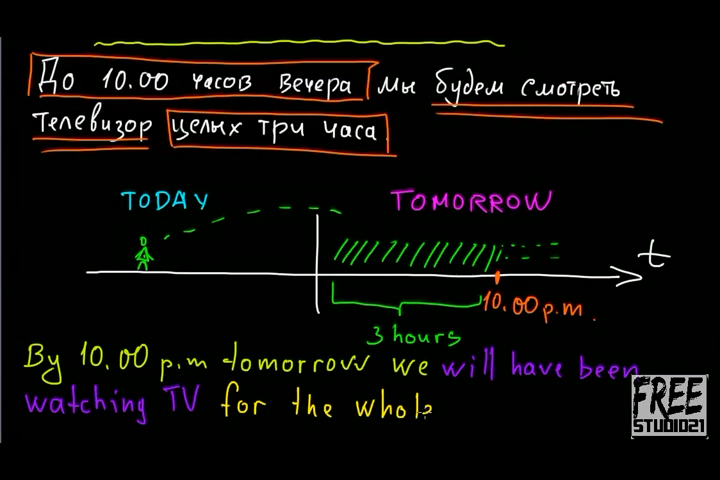 До 10.00 часов вечера мы будем смотреть
телевизор целых три часа
TODAY TOMORROW
t
10.00 p.m.
3 hours
By 10.00 p.m tomorrow we will have been
watching TV for the whol
FREE
STUDIO21